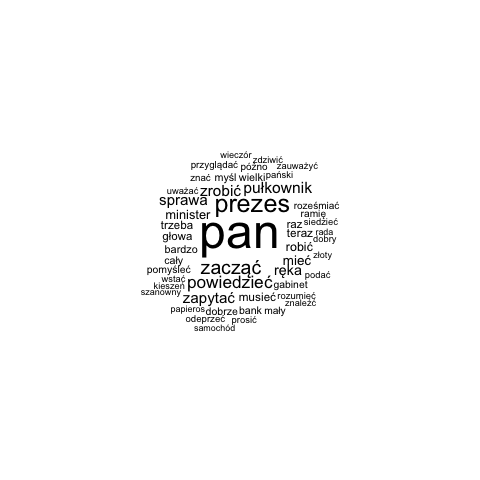 wieczór
zdziwić
przyglądać późno zauważyć
znać myśl wielki pański
uważać zrobić pułkownik
sprawa prezes roześmiać
minister ramię
trzeba pan raz siedzieć
głowa teraz rada
dobry
bardzo robić
cały mieć złoty
pomyśleć zacząć ręka podać
wstać
kieszeń powiedzieć gabinet
szanowny zapytać musieć rozumieć
znaleźć
papieros dobrze bank mały
odeprzeć prosić
samochód